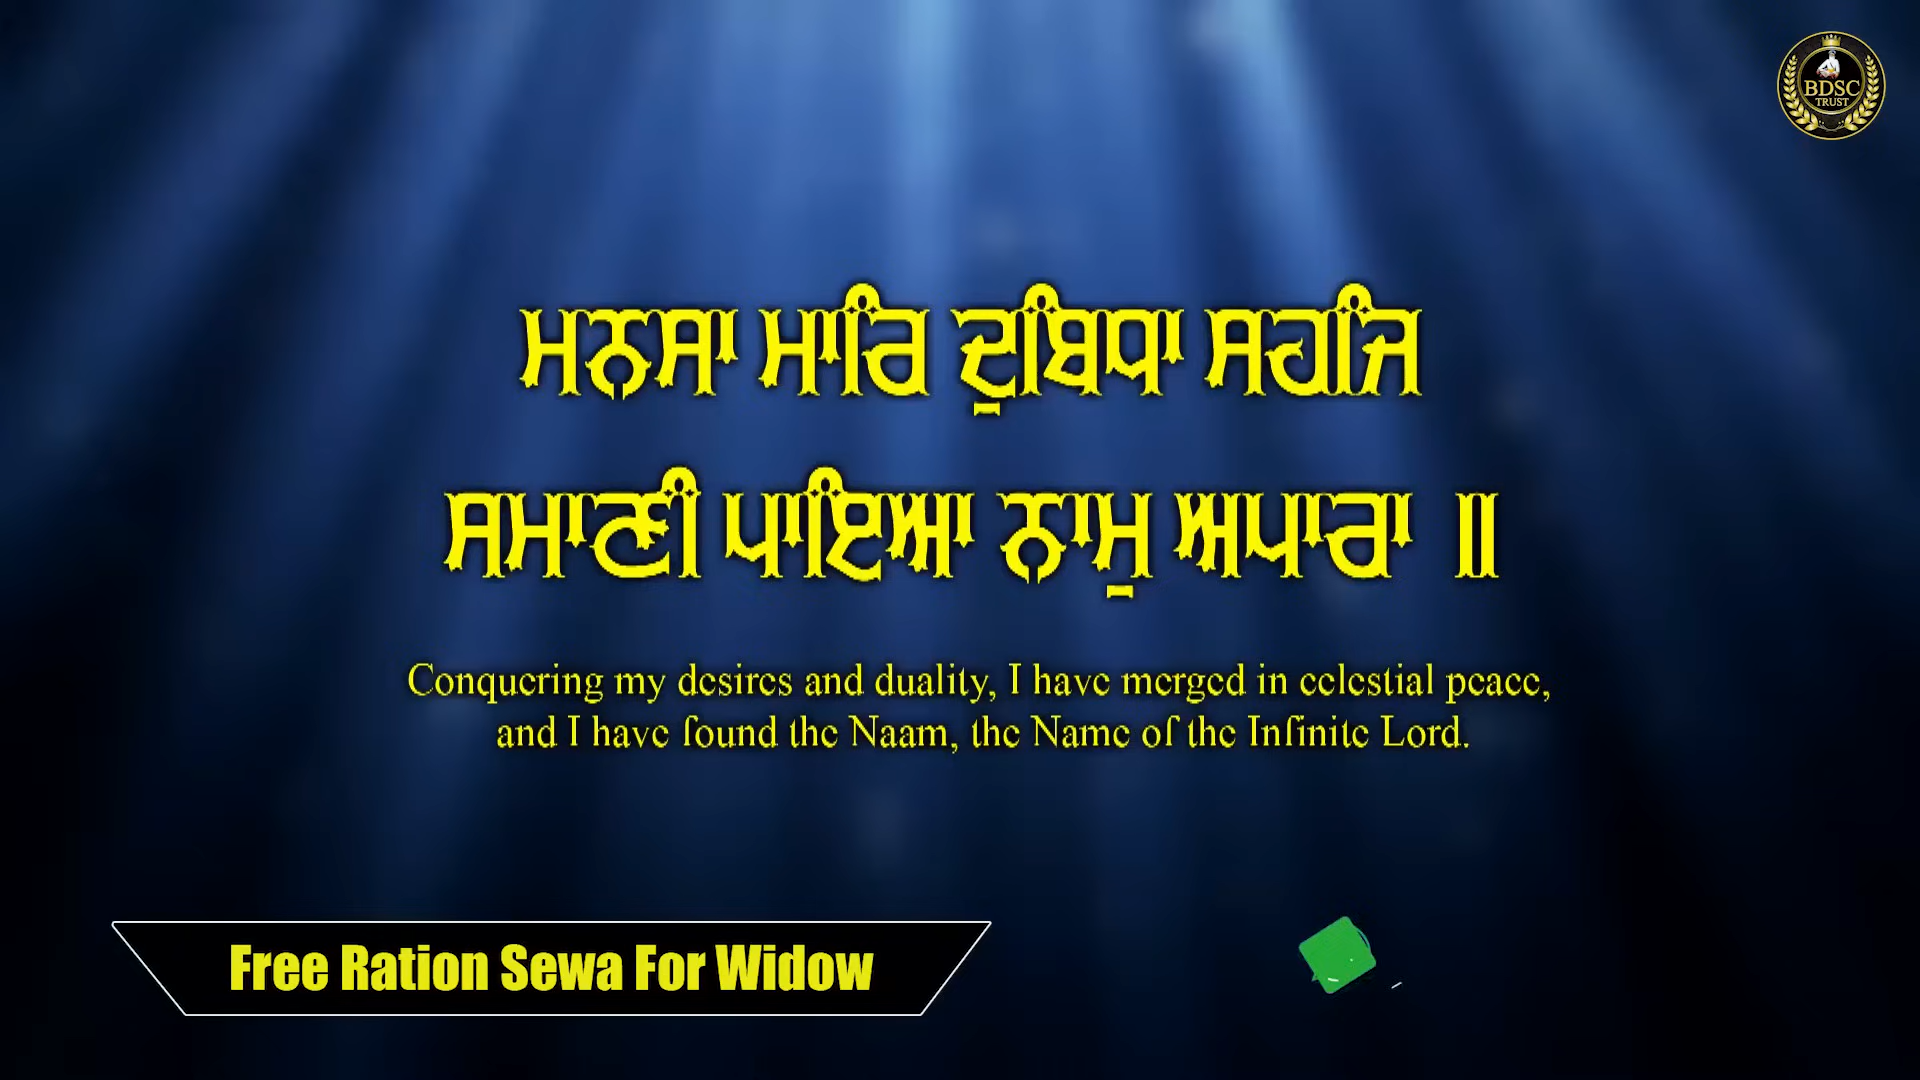 BDSC
TRUST
ਮਨਸਾ ਮਾਰਿ ਦੁਬਿਧਾ ਸਹਜਿ
ਸਮਾਣੀ ਪਾਇਆ ਨਾਮੁ ਅਪਾਰਾ ॥
Conquering my desires and duality, I have merged in celestial peace,
and I have found the Naam, the Name of the Infinite Lord.
Free Ration Sewa For Widow